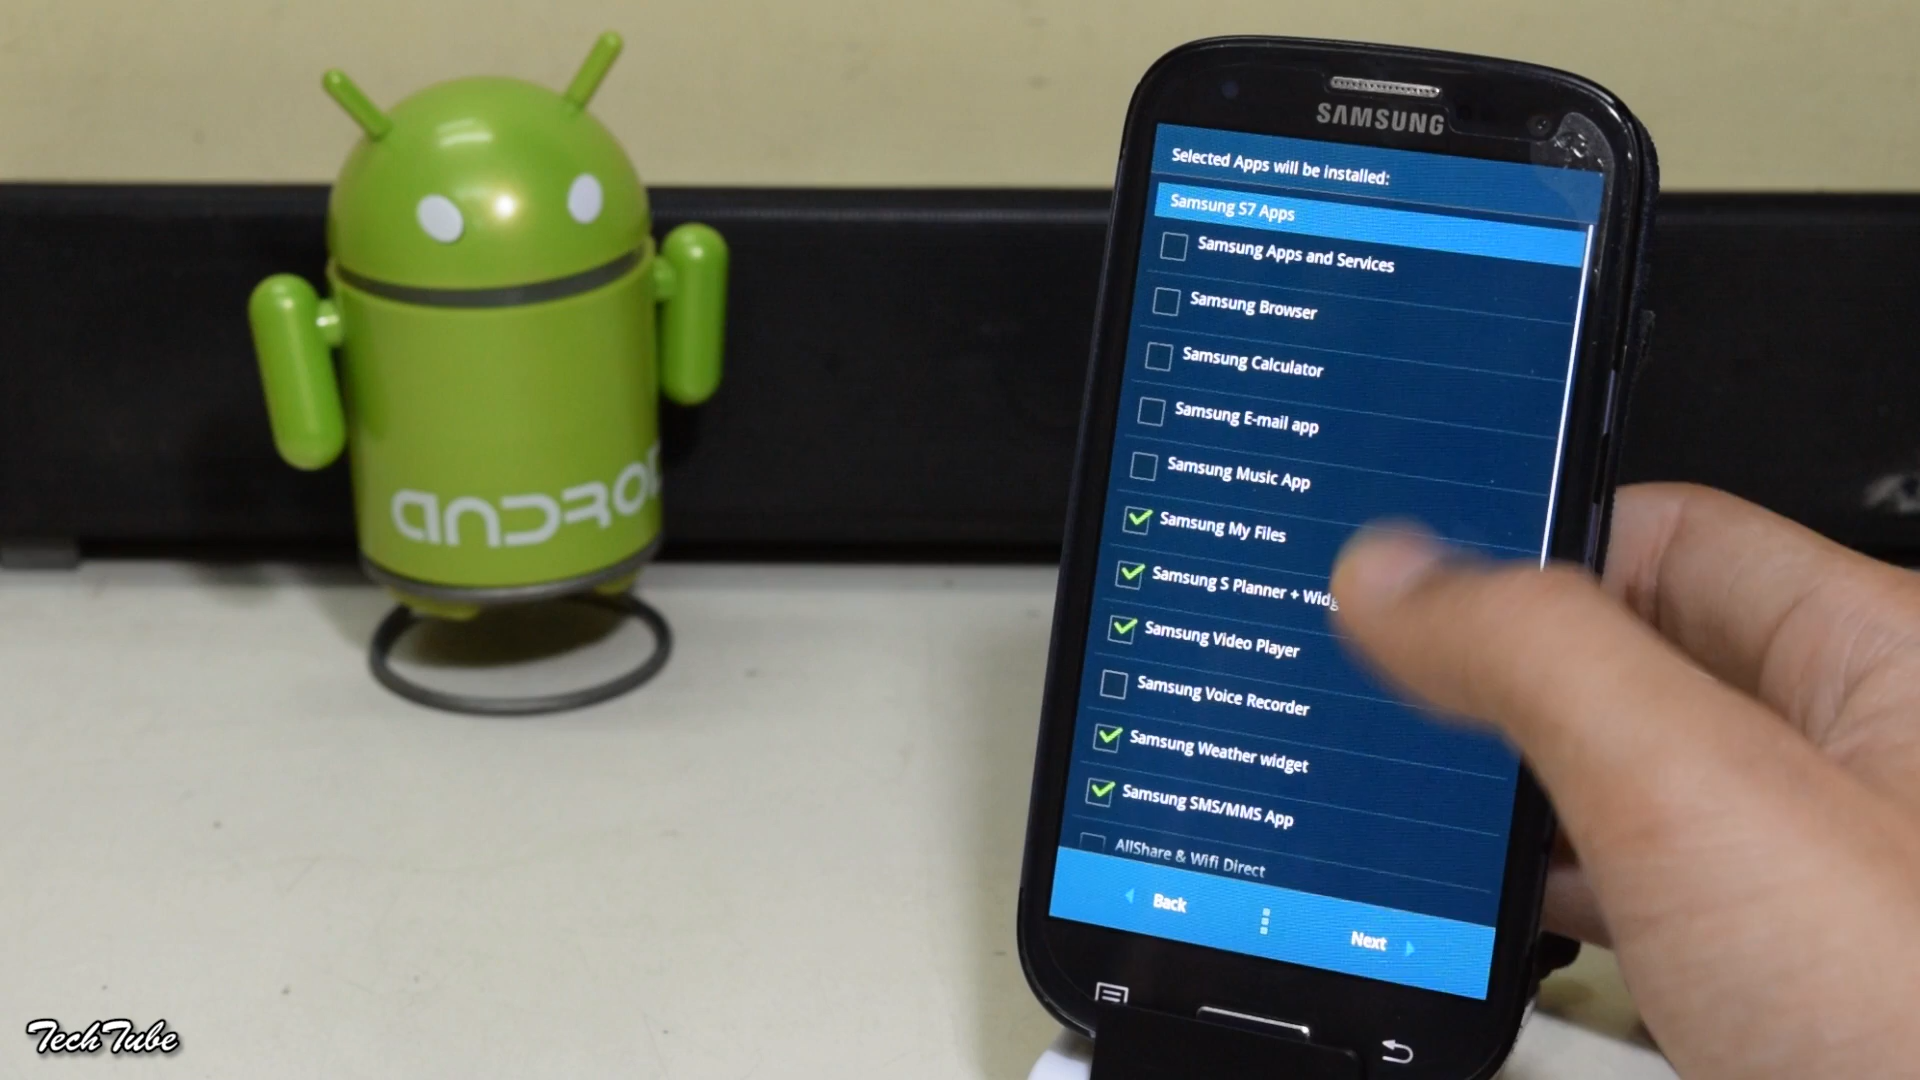 SAMSUNG
Selected Apps will be installed:
Samsung S7 Apps
Samsung Apps and Services
Samsung Browser
Samsung Calculator
Samsung E-mail app
Samsung Music App
Samsung My Files
Samsung S Planner + Widg
Samsung Video Player
Samsung Voice Recorder
Samsung Weather widget
Samsung SMS/MMS App
AllShare & Wifi Direct
Back
Next
ANDROI
TechTube